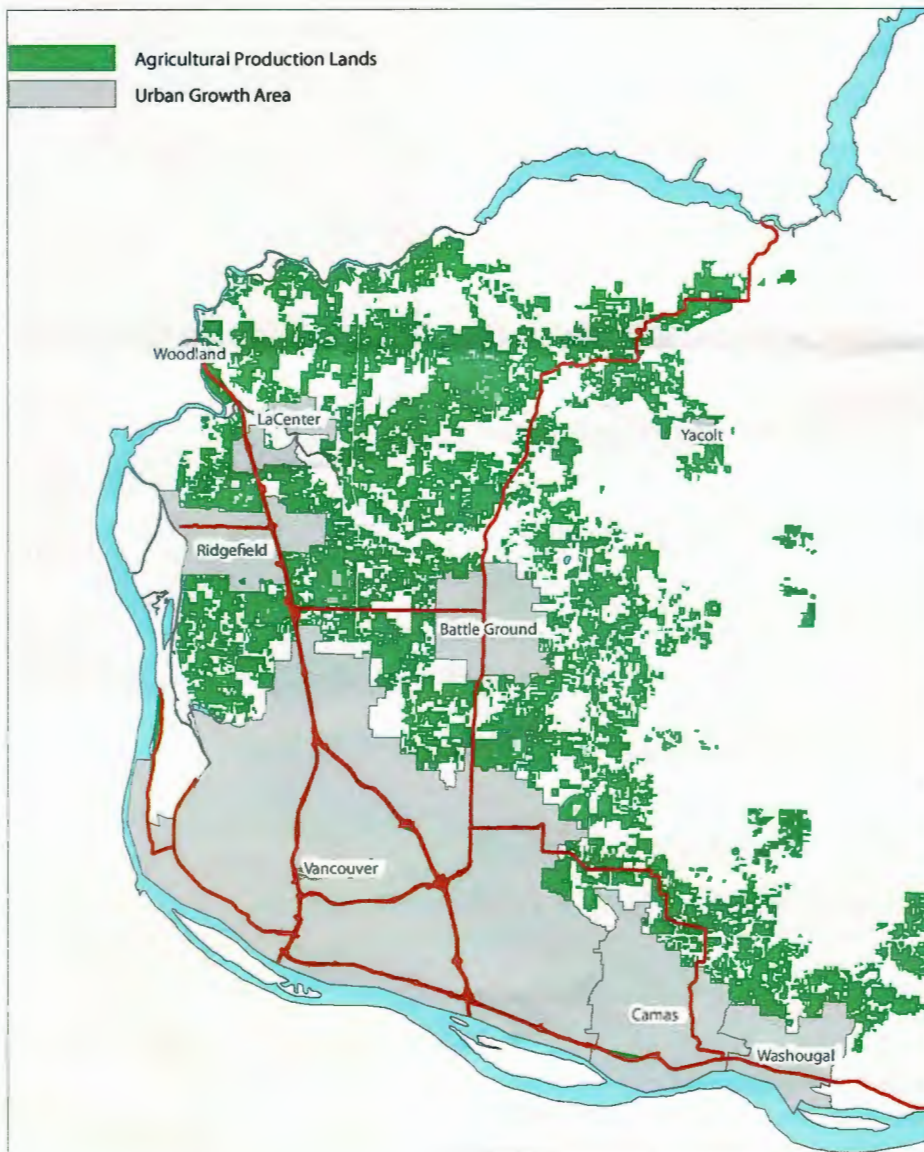 Agricultural Production Lands
Urban Growth Area
Woodland
LaCenter
Yacolt
Ridgefield
Battle Ground
Vancouver
Camas
Washougal